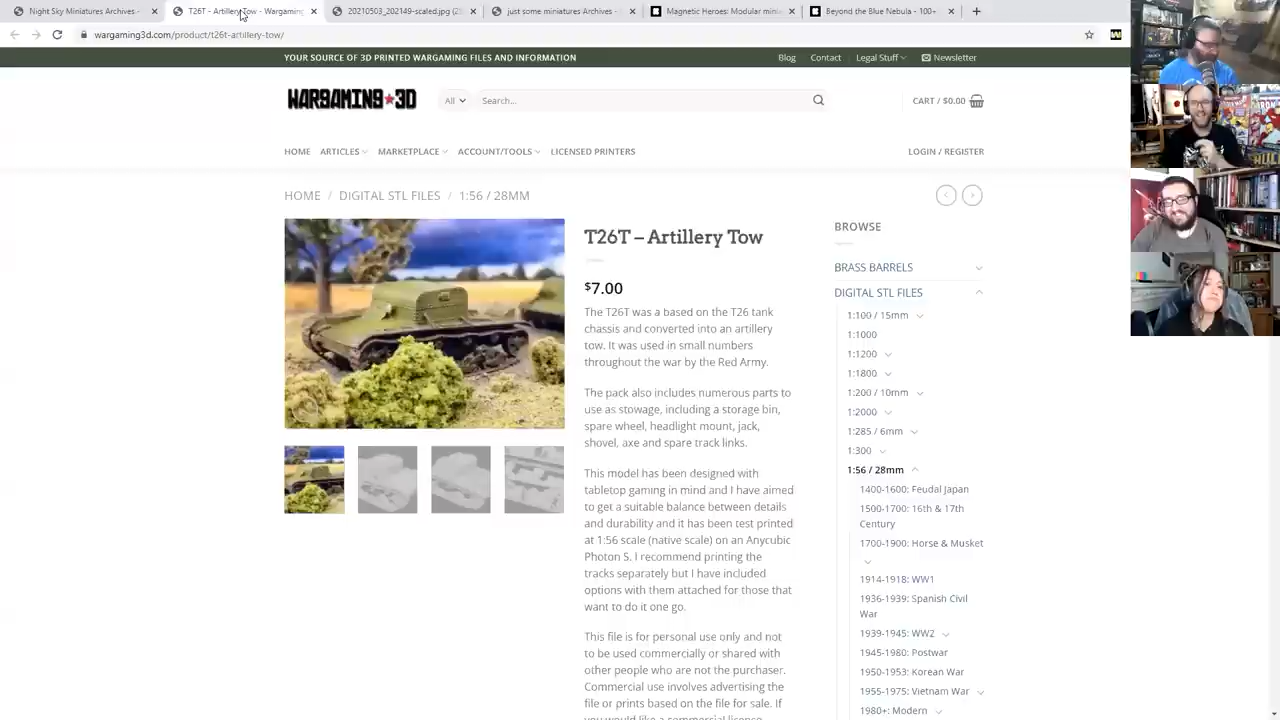 Night Sky Miniatures Archives -
T26T - Artillery Tow - Wargaming
20210503_202149-scaled.jpg (25
just some miniatures Archives -
Magnetic Heroes: Modular mini
Beyond the Blue Nebula - 100+
wargaming3d.com/product/t26t-artillery-tow/
YOUR SOURCE OF 3D PRINTED WARGAMING FILES AND INFORMATION
Blog
Contact
Legal Stuff
Newsletter
WARGAMING★3D
All
Search...
CART / $0.00
HOME
ARTICLES
MARKETPLACE
ACCOUNT/TOOLS
LICENSED PRINTERS
LOGIN / REGISTER
HOME / DIGITAL STL FILES / 1:56 / 28MM
T26T – Artillery Tow
$7.00
The T26T was a based on the T26 tank
chassis and converted into an artillery
tow. It was used in small numbers
throughout the war by the Red Army.
The pack also includes numerous parts to
use as stowage, including a storage bin,
spare wheel, headlight mount, jack,
shovel, axe and spare track links.
This model has been designed with
tabletop gaming in mind and I have aimed
to get a suitable balance between details
and durability and it has been test printed
at 1:56 scale (native scale) on an Anycubic
Photon S. I recommend printing the
tracks separately but I have included
options with them attached for those that
want to do it one go.
This file is for personal use only and not
to be used commercially or shared with
other people who are not the purchaser.
Commercial use involves advertising the
file or prints based on the file for sale. If
you would like a commercial licence
BROWSE
BRASS BARRELS
DIGITAL STL FILES
1:100 / 15mm
1:1000
1:1200
1:1800
1:200 / 10mm
1:2000
1:285 / 6mm
1:300
1:56 / 28mm
1400-1600: Feudal Japan
1500-1700: 16th & 17th
Century
1700-1900: Horse & Musket
1914-1918: WW1
1936-1939: Spanish Civil
War
1939-1945: WW2
1945-1980: Postwar
1950-1953: Korean War
1955-1975: Vietnam War
1980+: Modern